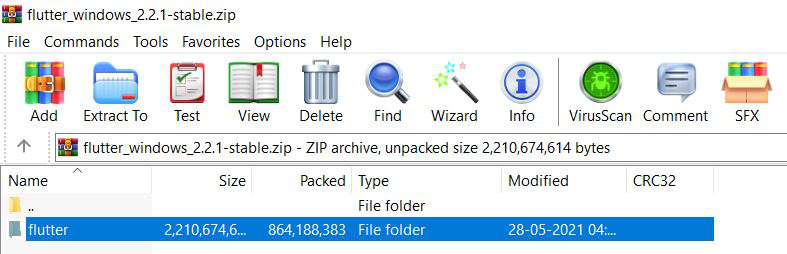 flutter_windows_2.2.1-stable.zip
File Commands Tools Favorites Options Help
Add Extract To Test View Delete Find Wizard Info VirusScan Comment SFX
flutter_windows_2.2.1-stable.zip - ZIP archive, unpacked size 2,210,674,614 bytes
Name Size Packed Type Modified CRC32
.. File folder
flutter 2,210,674,6... 864,188,383 File folder 28-05-2021 04:...